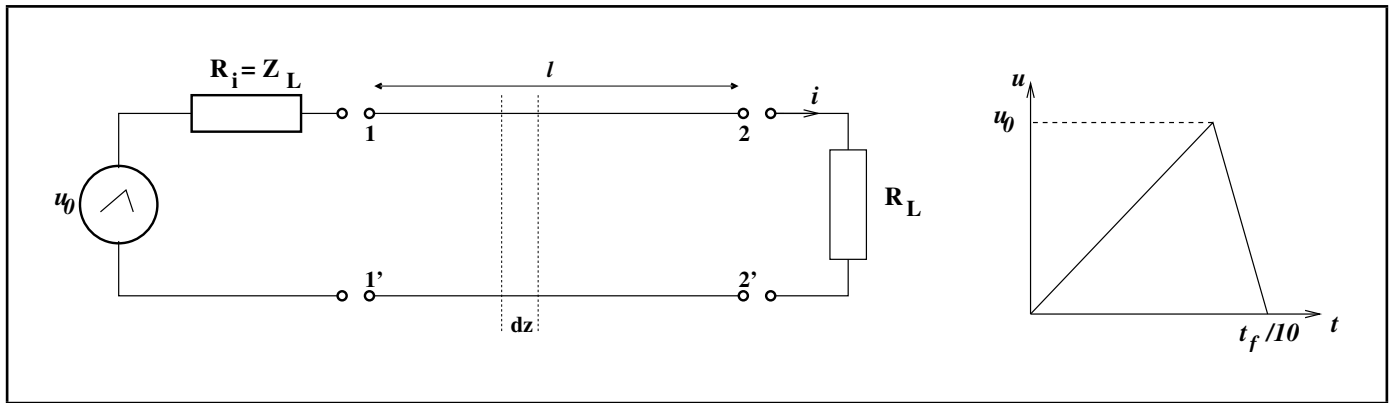 R_i = Z_L
l
i
u
u_0
1
2
u_0
R_L
1'
2'
dz
t_f /10
t